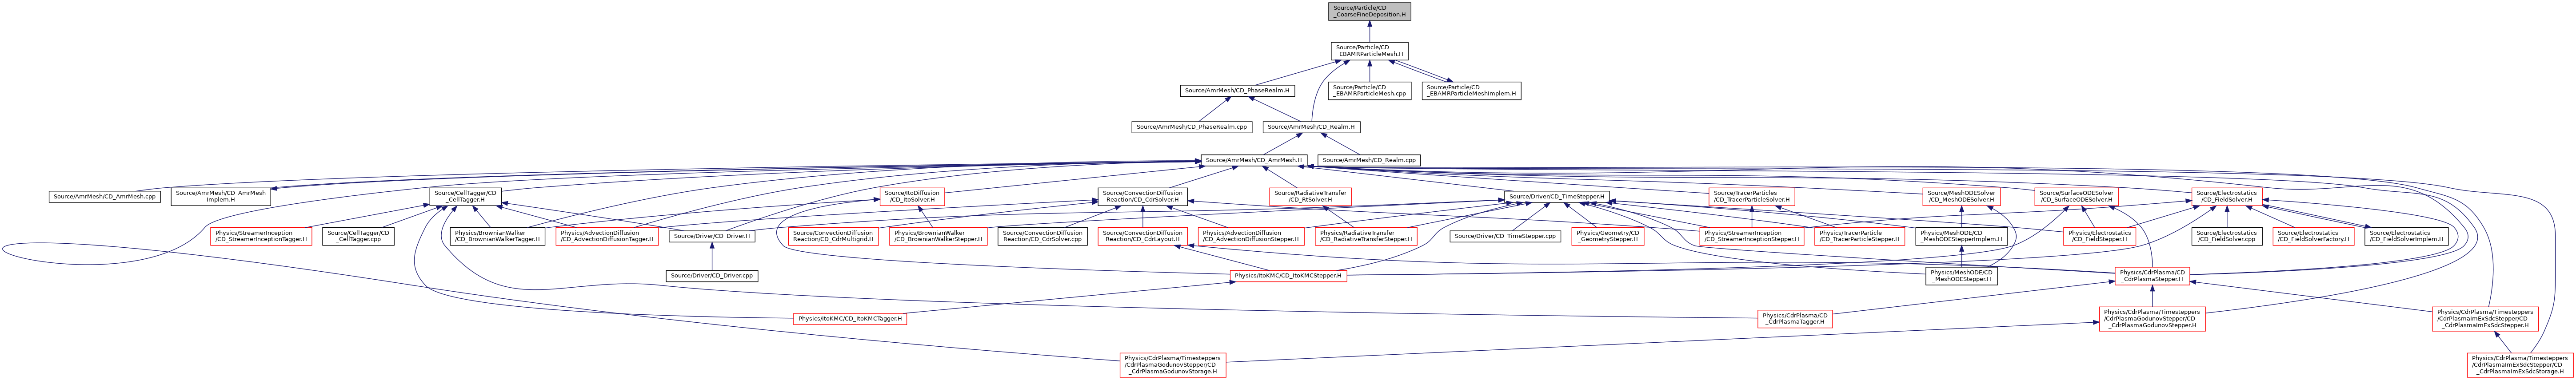 Source/Particle/CD
_CoarseFineDeposition.H
Source/Particle/CD
_EBAMRParticleMesh.H
Source/AmrMesh/CD_PhaseRealm.H
Source/Particle/CD
_EBAMRParticleMesh.cpp
Source/Particle/CD
_EBAMRParticleMeshImplem.H
Source/AmrMesh/CD_PhaseRealm.cpp
Source/AmrMesh/CD_Realm.H
Source/AmrMesh/CD_AmrMesh.H
Source/AmrMesh/CD_Realm.cpp
Source/AmrMesh/CD_AmrMesh.cpp
Source/AmrMesh/CD_AmrMesh
Implem.H
Source/CellTagger/CD
_CellTagger.H
Source/ItoDiffusion
/CD_ItoSolver.H
Source/ConvectionDiffusion
Reaction/CD_CdrSolver.H
Source/RadiativeTransfer
/CD_RtSolver.H
Source/Driver/CD_TimeStepper.H
Source/TracerParticles
/CD_TracerParticleSolver.H
Source/MeshODESolver
/CD_MeshODESolver.H
Source/SurfaceODESolver
/CD_SurfaceODESolver.H
Source/Electrostatics
/CD_FieldSolver.H
Physics/StreamerInception
/CD_StreamerInceptionTagger.H
Source/CellTagger/CD
_CellTagger.cpp
Physics/BrownianWalker
/CD_BrownianWalkerTagger.H
Physics/AdvectionDiffusion
/CD_AdvectionDiffusionTagger.H
Source/Driver/CD_Driver.H
Source/ConvectionDiffusion
Reaction/CD_CdrMultigrid.H
Physics/BrownianWalker
/CD_BrownianWalkerStepper.H
Source/ConvectionDiffusion
Reaction/CD_CdrSolver.cpp
Source/ConvectionDiffusion
Reaction/CD_CdrLayout.H
Physics/AdvectionDiffusion
/CD_AdvectionDiffusionStepper.H
Physics/RadiativeTransfer
/CD_RadiativeTransferStepper.H
Source/Driver/CD_TimeStepper.cpp
Physics/Geometry/CD
_GeometryStepper.H
Physics/StreamerInception
/CD_StreamerInceptionStepper.H
Physics/TracerParticle
/CD_TracerParticleStepper.H
Physics/MeshODE/CD
_MeshODEStepperImplem.H
Physics/Electrostatics
/CD_FieldStepper.H
Source/Electrostatics
/CD_FieldSolver.cpp
Source/Electrostatics
/CD_FieldSolverFactory.H
Source/Electrostatics
/CD_FieldSolverImplem.H
Source/Driver/CD_Driver.cpp
Physics/ItoKMC/CD_ItoKMCStepper.H
Physics/MeshODE/CD
_MeshODEStepper.H
Physics/CdrPlasma/CD
_CdrPlasmaStepper.H
Physics/ItoKMC/CD_ItoKMCTagger.H
Physics/CdrPlasma/CD
_CdrPlasmaTagger.H
Physics/CdrPlasma/Timesteppers
/CdrPlasmaGodunovStepper/CD
_CdrPlasmaGodunovStepper.H
Physics/CdrPlasma/Timesteppers
/CdrPlasmaImExSdcStepper/CD
_CdrPlasmaImExSdcStepper.H
Physics/CdrPlasma/Timesteppers
/CdrPlasmaGodunovStepper/CD
_CdrPlasmaGodunovStorage.H
Physics/CdrPlasma/Timesteppers
/CdrPlasmaImExSdcStepper/CD
_CdrPlasmaImExSdcStorage.H